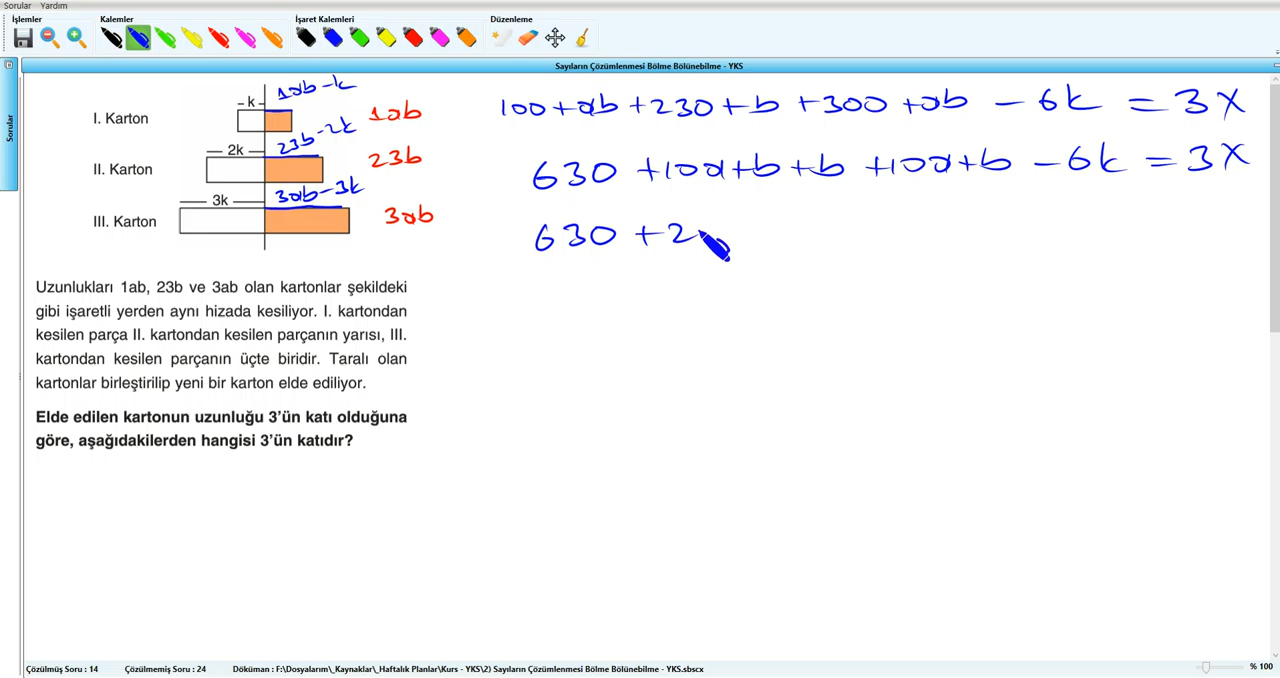 Sorular Yardım
İşlemler Kalemler İşaret Kalemleri Düzenleme
Sayıların Çözümlenmesi Bölme Bölünebilme - YKS
Sorular
k 1ab-k
I. Karton 1ab
2k 23b-2k
II. Karton 23b
3k 3ab-3k
III. Karton 3ab
100+ab+230+b+300+ab-6k=3x
630+10a+b+b+10a+b-6k=3x
630+2
Uzunlukları 1ab, 23b ve 3ab olan kartonlar şekildeki
gibi işaretli yerden aynı hizada kesiliyor. I. kartondan
kesilen parça II. kartondan kesilen parçanın yarısı, III.
kartondan kesilen parçanın üçte biridir. Taralı olan
kartonlar birleştirilip yeni bir karton elde ediliyor.
Elde edilen kartonun uzunluğu 3'ün katı olduğuna
göre, aşağıdakilerden hangisi 3'ün katıdır?
Çözülmüş Soru : 14 Çözülmemiş Soru : 24 Döküman : F:\Dosyalarım\_Kaynaklar\_Haftalık Planlar\Kurs - YKS\2) Sayıların Çözümlenmesi Bölme Bölünebilme - YKS.sbscx % 100